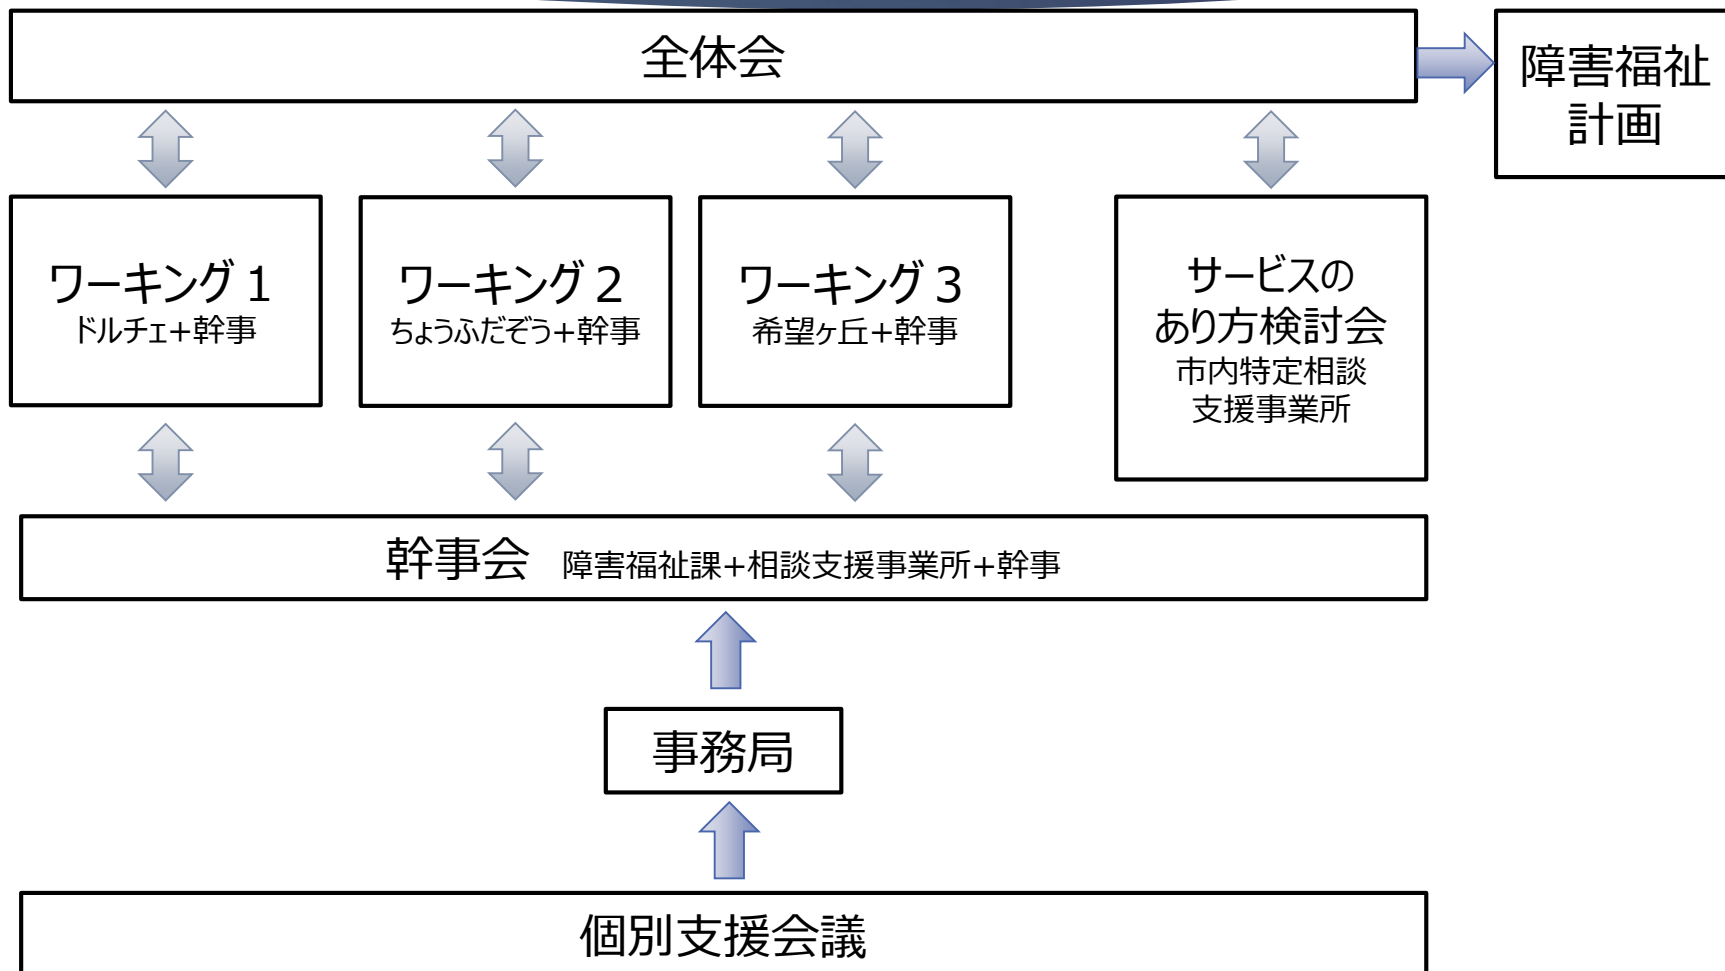 全体会
障害福祉
計画
ワーキング１
ドルチェ+幹事
ワーキング２
ちょうふだぞう+幹事
ワーキング３
希望ヶ丘+幹事
サービスの
あり方検討会
市内特定相談
支援事業所
幹事会　障害福祉課+相談支援事業所+幹事
事務局
個別支援会議